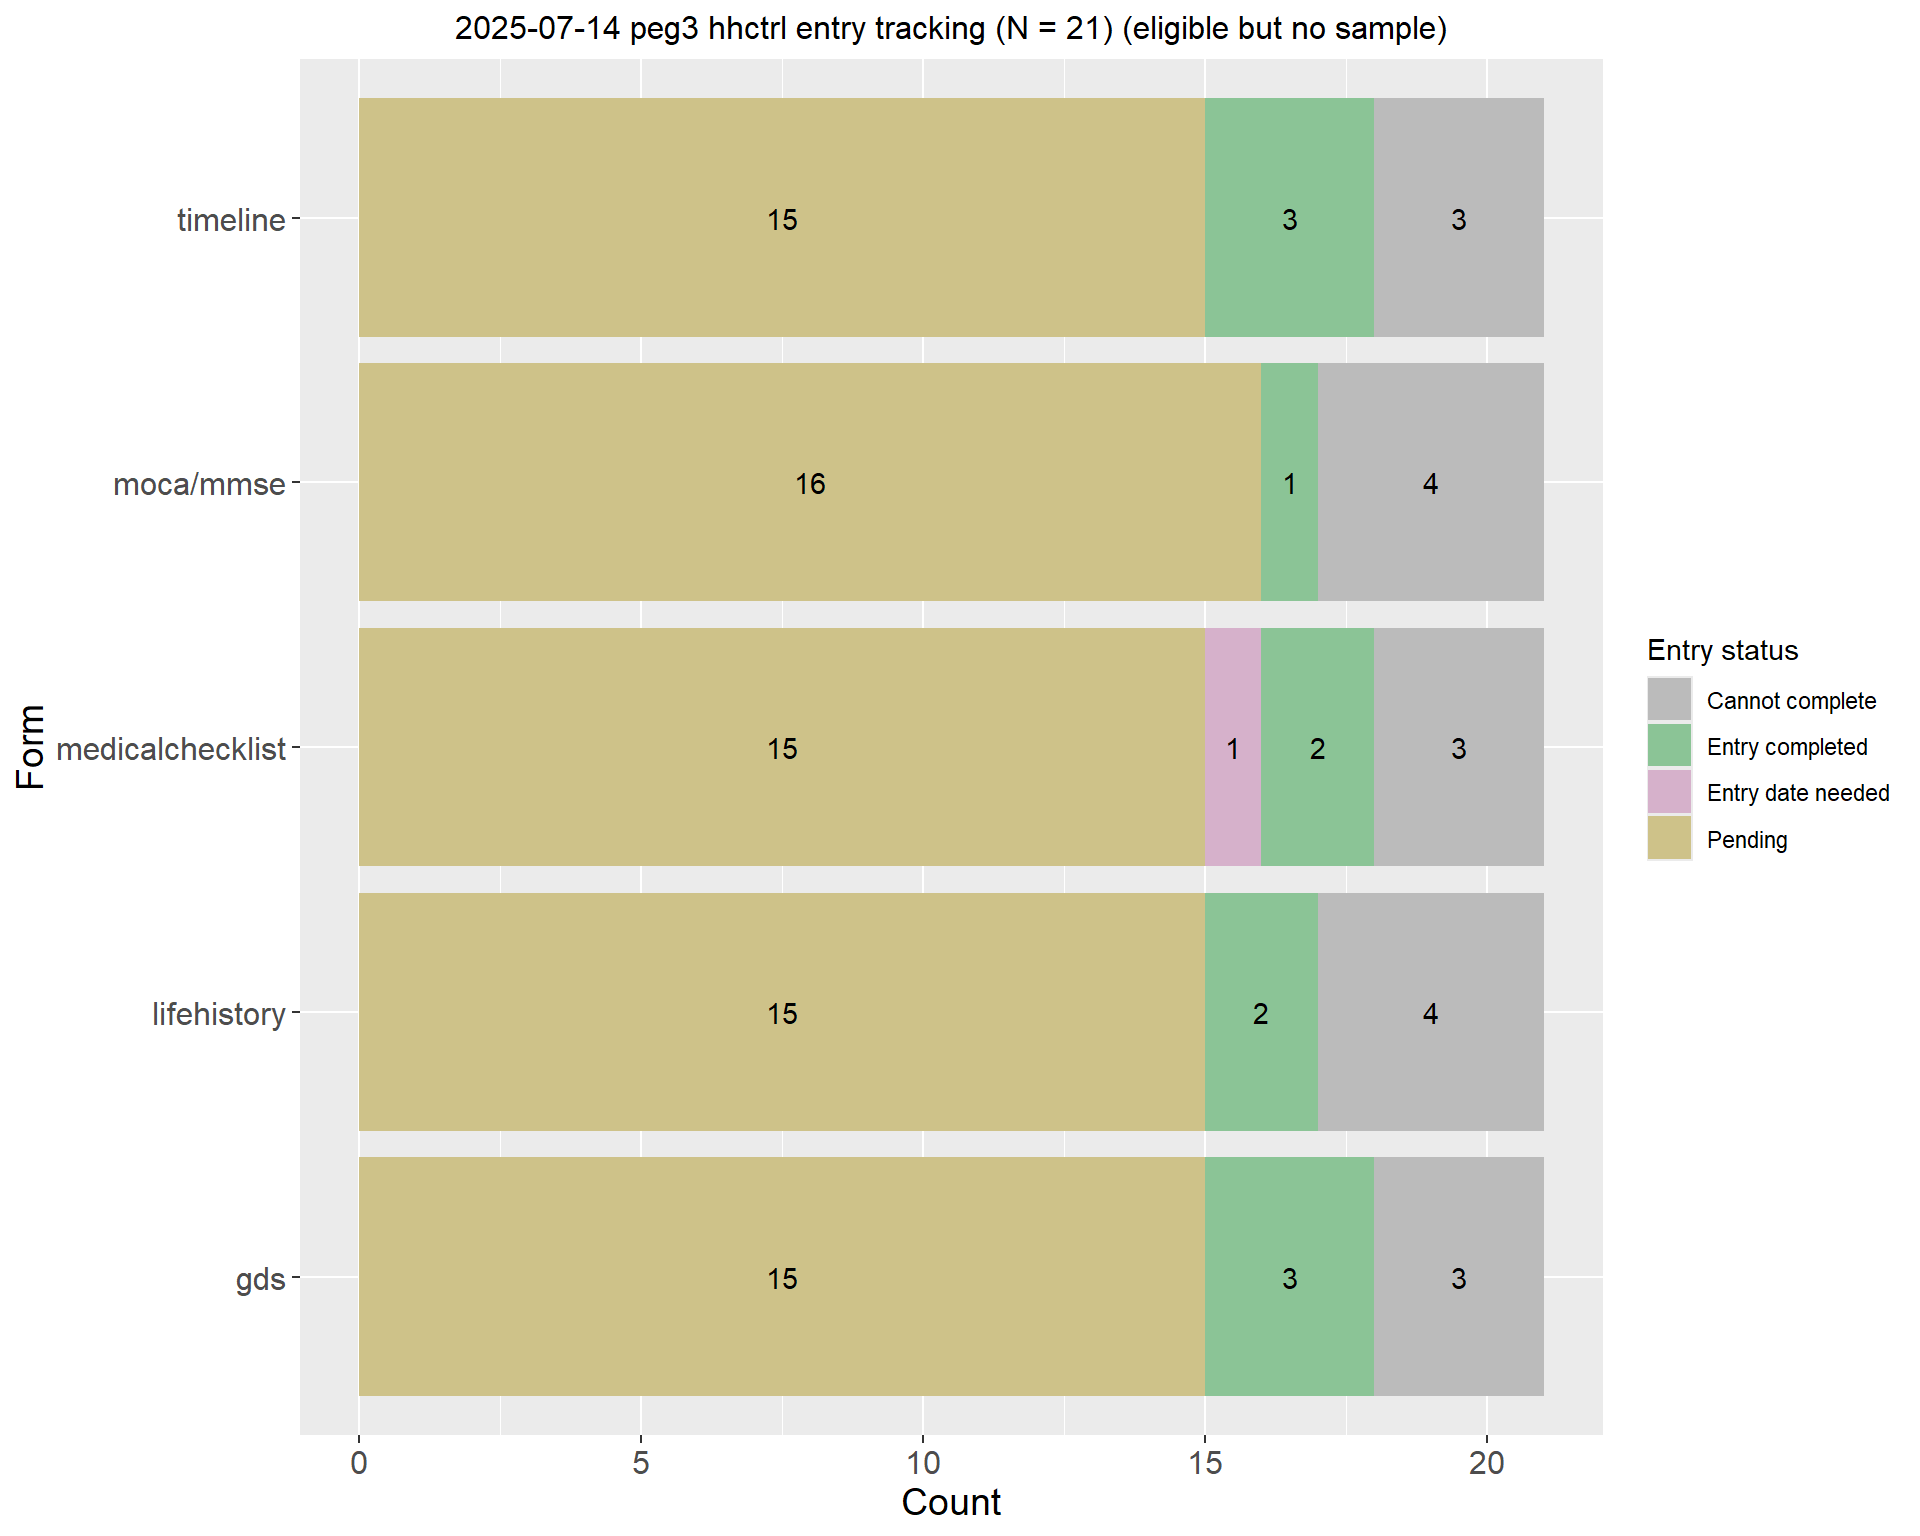 2025-07-14 peg3 hhctrl entry tracking (N = 21) (eligible but no sample)
timeline
15
3
3
moca/mmse
16
1
4
medicalchecklist
15
1
2
3
lifehistory
15
2
4
gds
15
3
3
Form
0
5
10
15
20
Count
Entry status
Cannot complete
Entry completed
Entry date needed
Pending